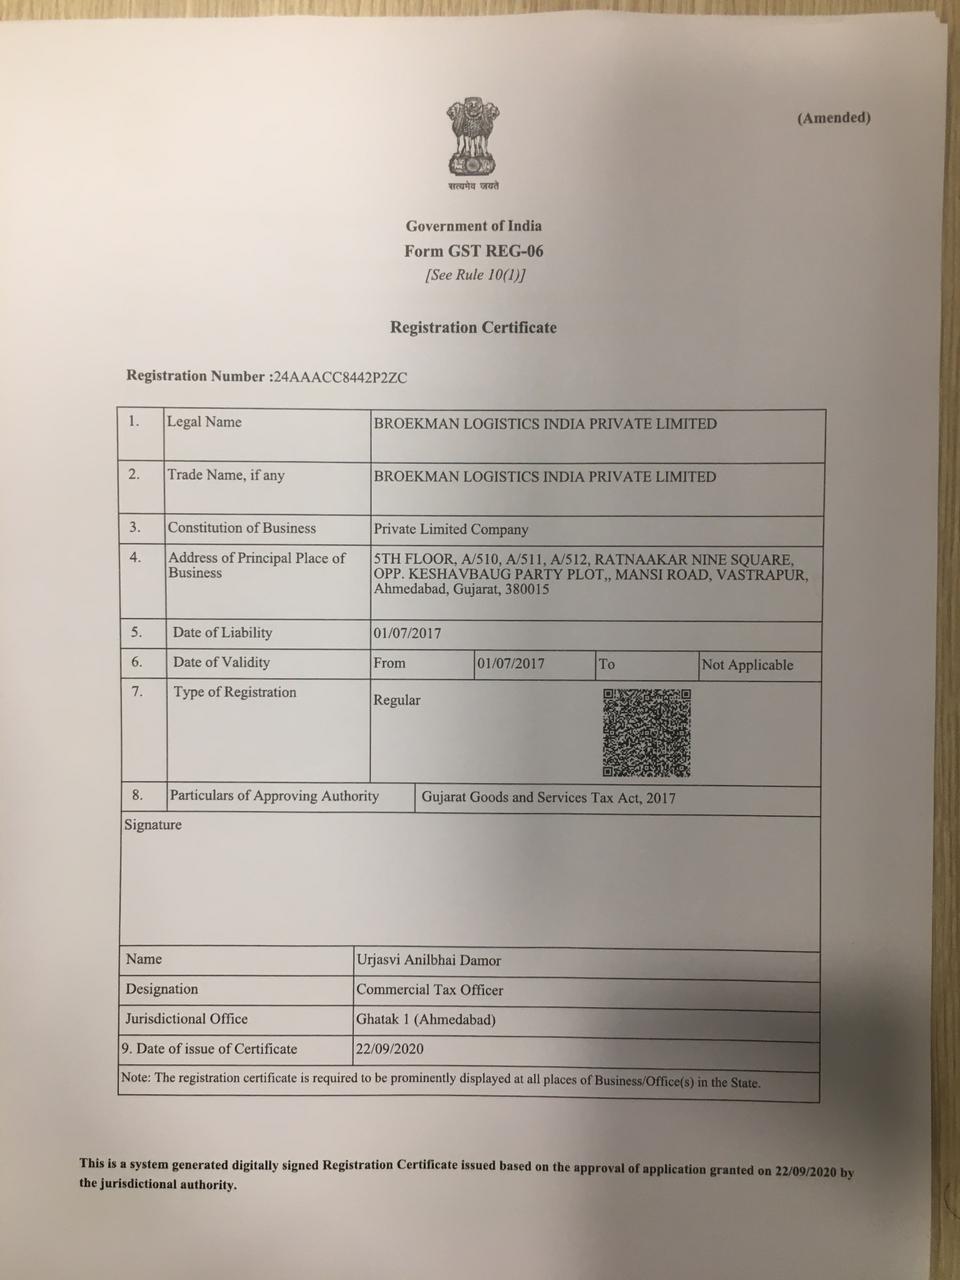 (Amended)
सत्यमेव जयते
Government of India
Form GST REG-06
[See Rule 10(1)]
Registration Certificate
Registration Number :24AAACC8442P2ZC
1. Legal Name BROEKMAN LOGISTICS INDIA PRIVATE LIMITED
2. Trade Name, if any BROEKMAN LOGISTICS INDIA PRIVATE LIMITED
3. Constitution of Business Private Limited Company
4. Address of Principal Place of Business 5TH FLOOR, A/510, A/511, A/512, RATNAAKAR NINE SQUARE,
OPP. KESHAVBAUG PARTY PLOT,, MANSI ROAD, VASTRAPUR,
Ahmedabad, Gujarat, 380015
5. Date of Liability 01/07/2017
6. Date of Validity From 01/07/2017 To Not Applicable
7. Type of Registration Regular
8. Particulars of Approving Authority Gujarat Goods and Services Tax Act, 2017
Signature
Name Urjasvi Anilbhai Damor
Designation Commercial Tax Officer
Jurisdictional Office Ghatak 1 (Ahmedabad)
9. Date of issue of Certificate 22/09/2020
Note: The registration certificate is required to be prominently displayed at all places of Business/Office(s) in the State.
This is a system generated digitally signed Registration Certificate issued based on the approval of application granted on 22/09/2020 by
the jurisdictional authority.